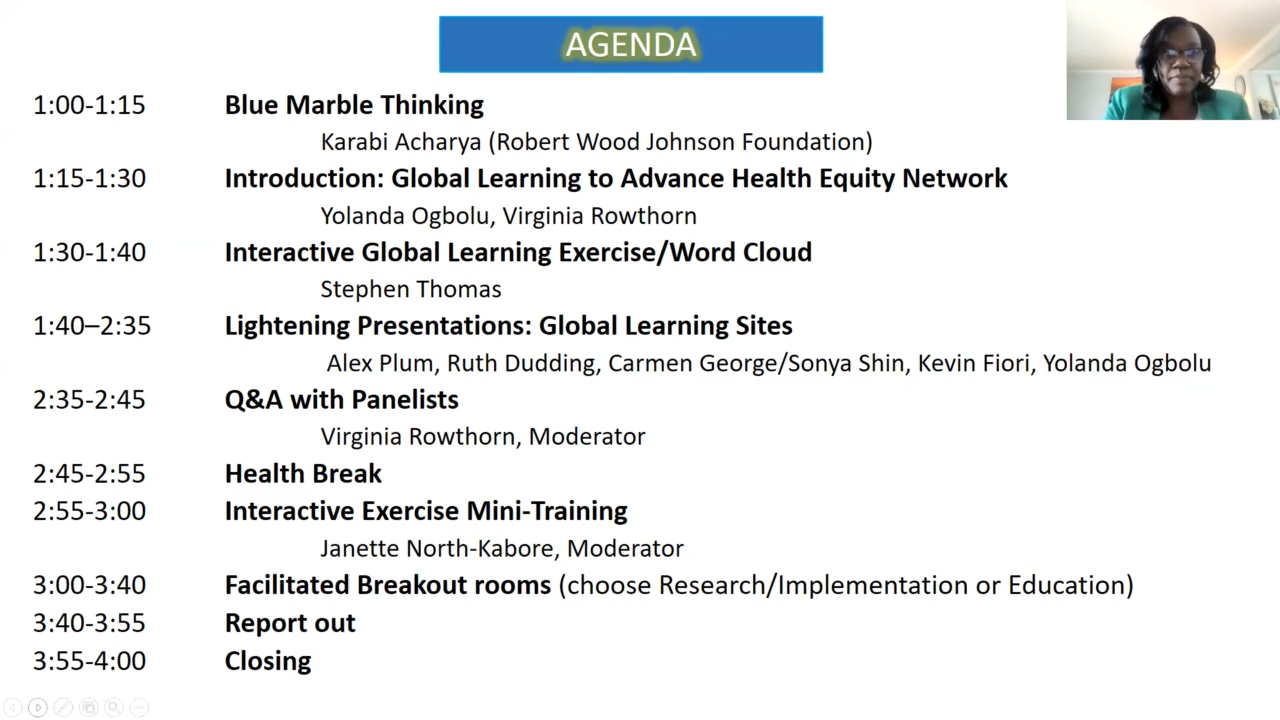 AGENDA
1:00-1:15 Blue Marble Thinking
Karabi Acharya (Robert Wood Johnson Foundation)
1:15-1:30 Introduction: Global Learning to Advance Health Equity Network
Yolanda Ogbolu, Virginia Rowthorn
1:30-1:40 Interactive Global Learning Exercise/Word Cloud
Stephen Thomas
1:40–2:35 Lightening Presentations: Global Learning Sites
Alex Plum, Ruth Dudding, Carmen George/Sonya Shin, Kevin Fiori, Yolanda Ogbolu
2:35-2:45 Q&A with Panelists
Virginia Rowthorn, Moderator
2:45-2:55 Health Break
2:55-3:00 Interactive Exercise Mini-Training
Janette North-Kabore, Moderator
3:00-3:40 Facilitated Breakout rooms (choose Research/Implementation or Education)
3:40-3:55 Report out
3:55-4:00 Closing